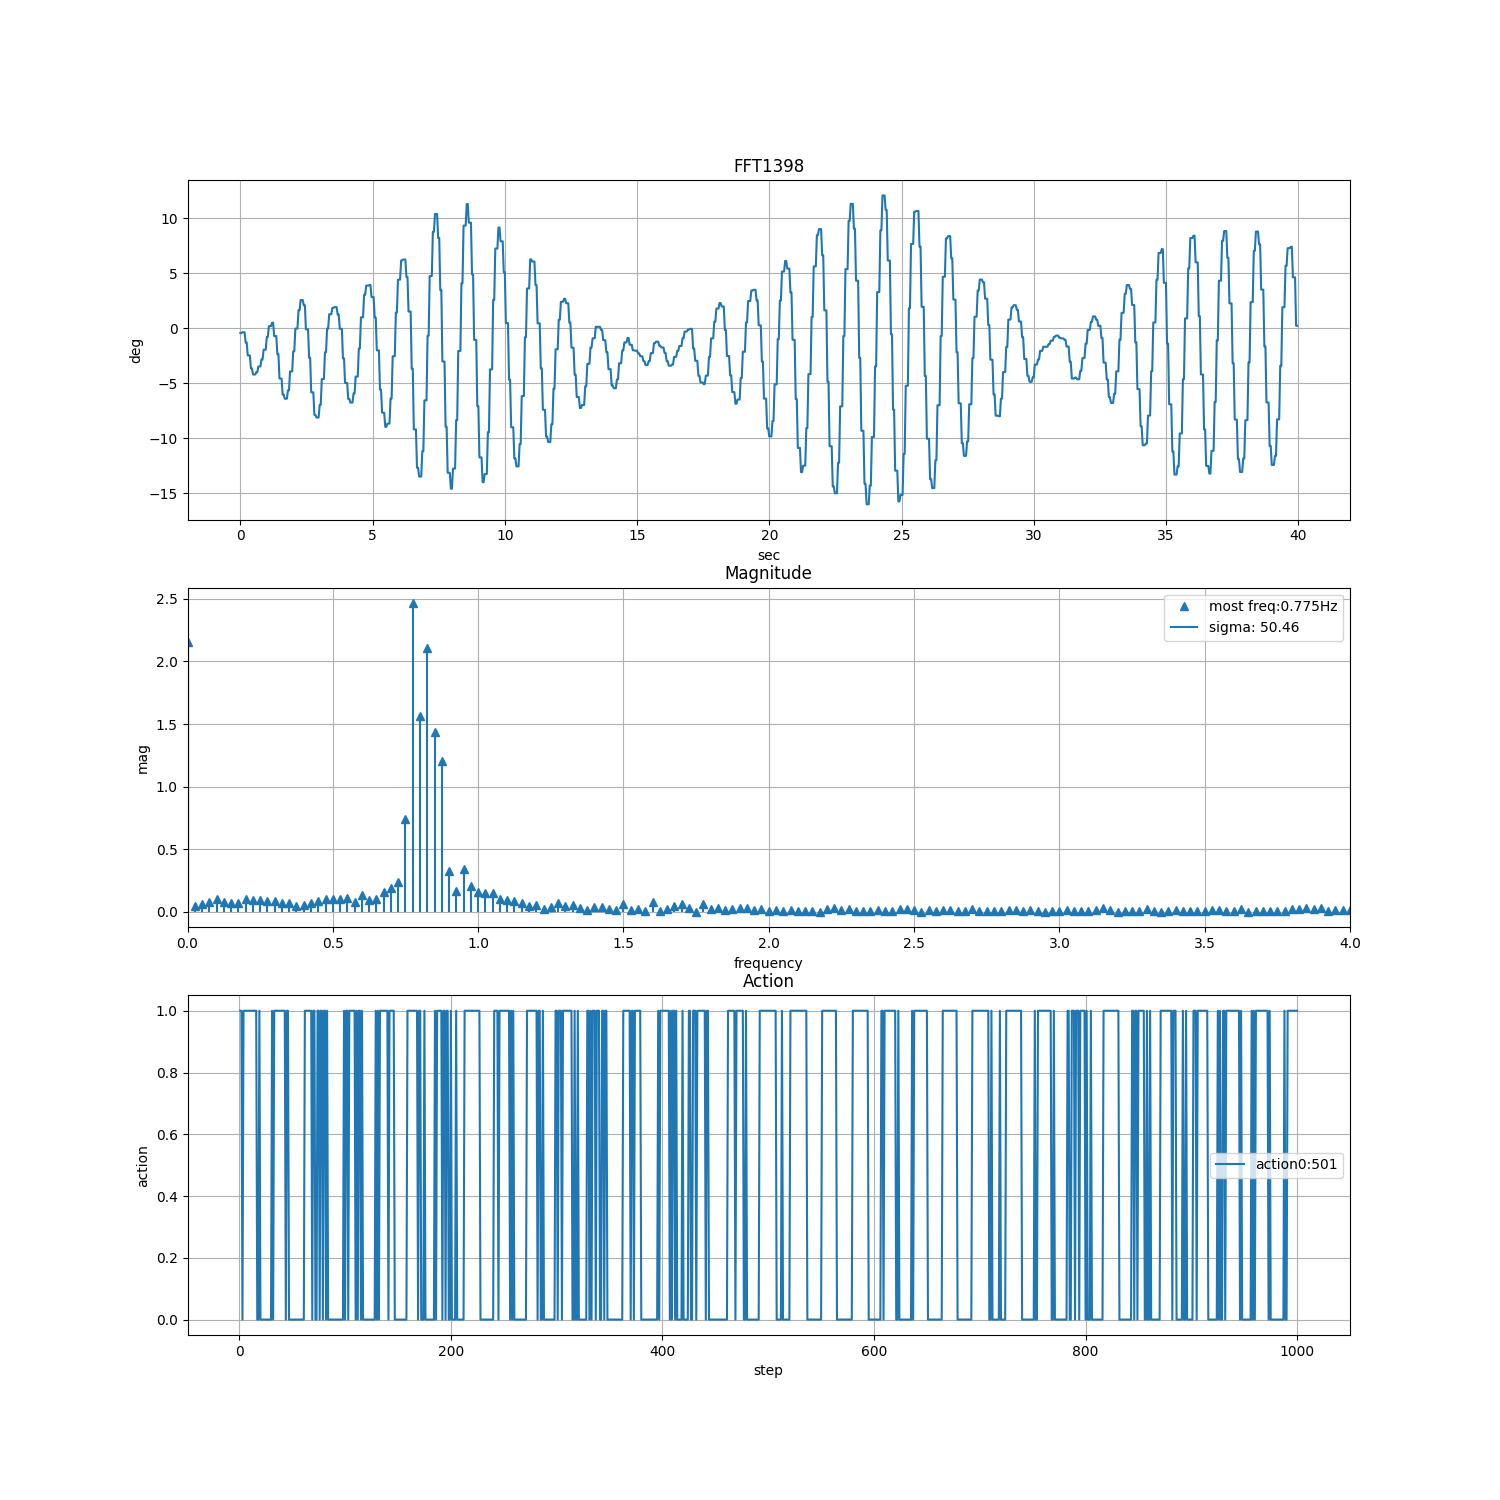 FFT1398
10
5
0
−5
−10
−15
deg
0 5 10 15 20 25 30 35 40
sec
Magnitude
2.5
2.0
1.5
1.0
0.5
0.0
mag
most freq:0.775Hz
sigma: 50.46
0.0 0.5 1.0 1.5 2.0 2.5 3.0 3.5 4.0
frequency
Action
1.0
0.8
0.6
0.4
0.2
0.0
action
action0:501
0 200 400 600 800 1000
step